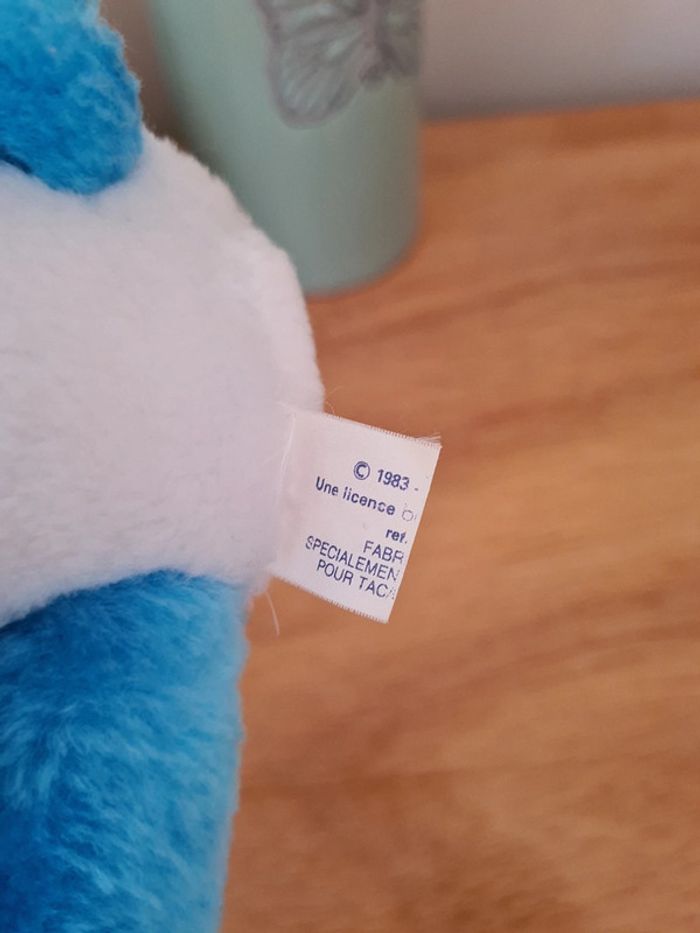 © 1983 -
Une licence
ref.
FABR
SPECIALEMEN
POUR TAC